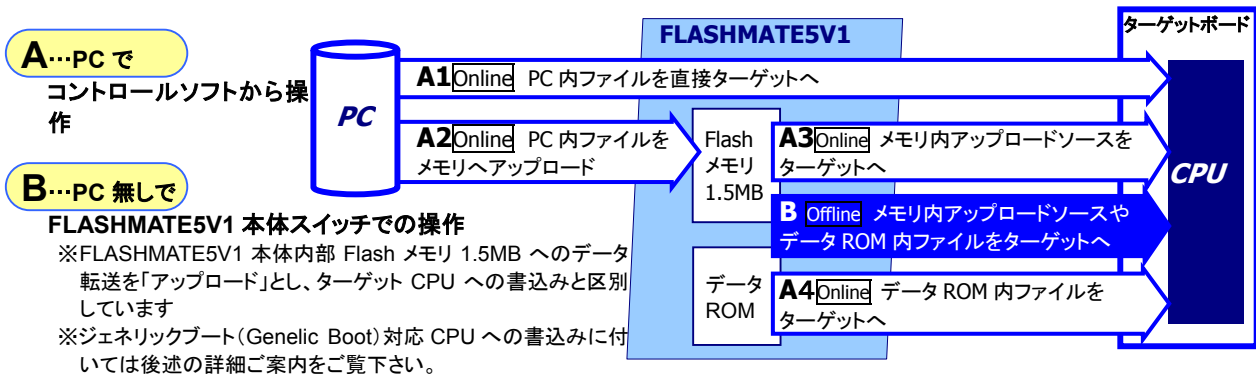 A…PC で
コントロールソフトから操
作
B…PC 無しで
FLASHMATE5V1 本体スイッチでの操作
※FLASHMATE5V1 本体内部 Flash メモリ 1.5MB へのデータ
転送を「アップロード」とし、ターゲット CPU への書込みと区別
しています
※ジェネリックブート(Genelic Boot)対応 CPU への書込みに付
いては後述の詳細ご案内をご覧下さい。
PC
FLASHMATE5V1
ターゲットボード
A1 Online PC 内ファイルを直接ターゲットへ
A2 Online PC 内ファイルを
メモリへアップロード
Flash
メモリ
1.5MB
A3 Online メモリ内アップロードソースを
ターゲットへ
B Offline メモリ内アップロードソースや
データ ROM 内ファイルをターゲットへ
データ
ROM
A4 Online データ ROM 内ファイルを
ターゲットへ
CPU